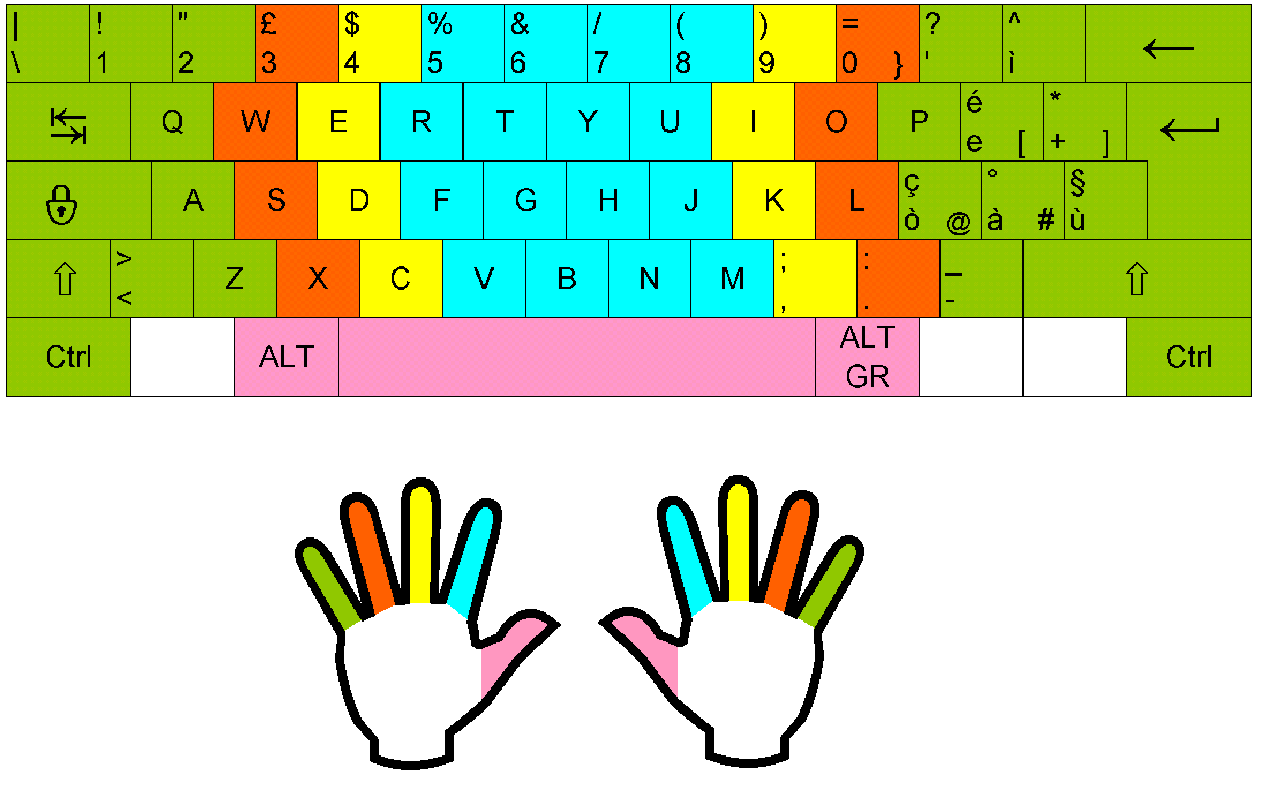 | ! " £ $ % & / ( ) = ? ^
\ 1 2 3 4 5 6 7 8 9 0 } ' ì
Q W E R T Y U I O P é *
e [ + ]
A S D F G H J K L ç ° §
ò @ à # ù
> Z X C V B N M ; : _
< , . -
Ctrl ALT ALT Ctrl
GR